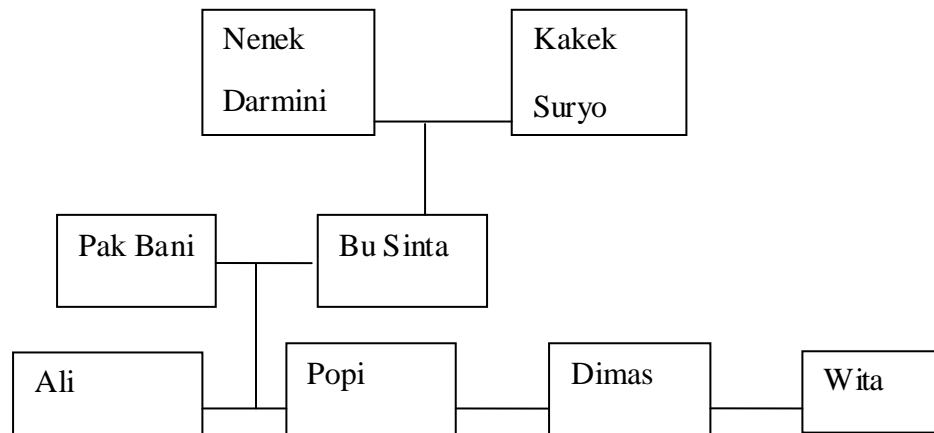 Nenek
Darmini
Kakek
Suryo
Pak Bani
Bu Sinta
Ali
Popi
Dimas
Wita